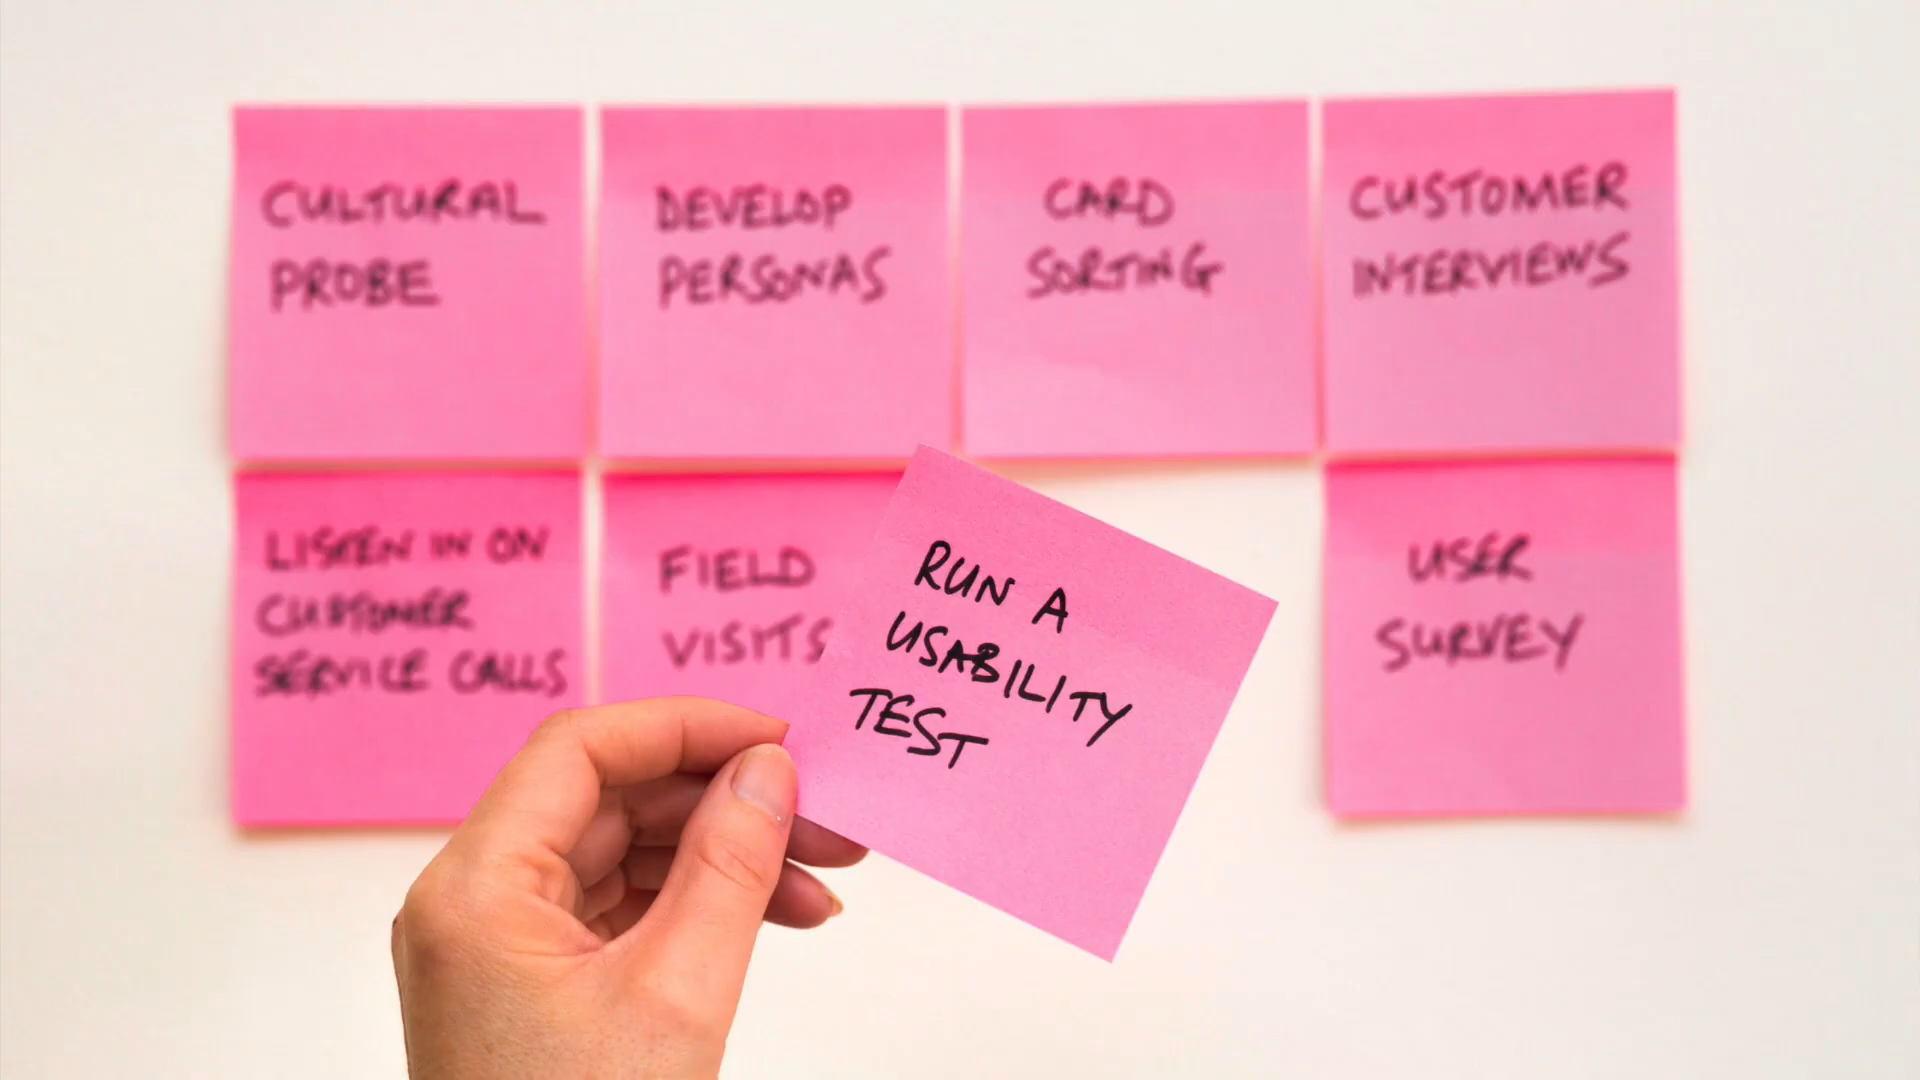 CULTURAL
PROBE
DEVELOP
PERSONAS
CARD
SORTING
CUSTOMER
INTERVIEWS
LISTEN IN ON
CUSTOMER
SERVICE CALLS
FIELD
VISITS
RUN A
USABILITY
TEST
USER
SURVEY